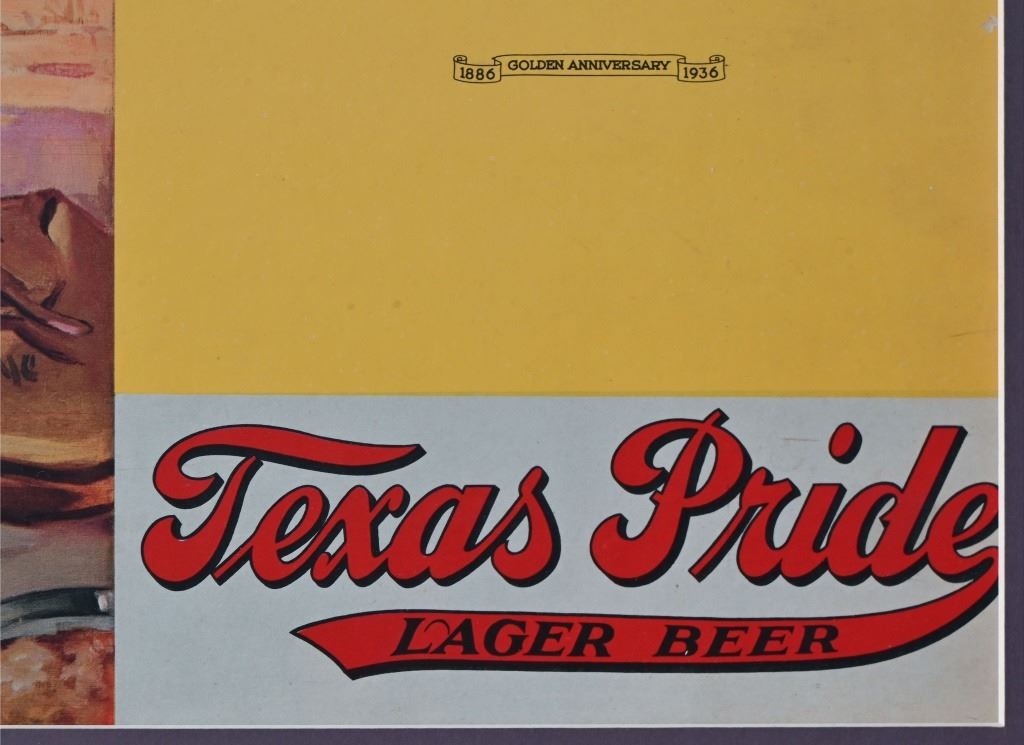 1886 GOLDEN ANNIVERSARY 1936
Texas Pride
LAGER BEER